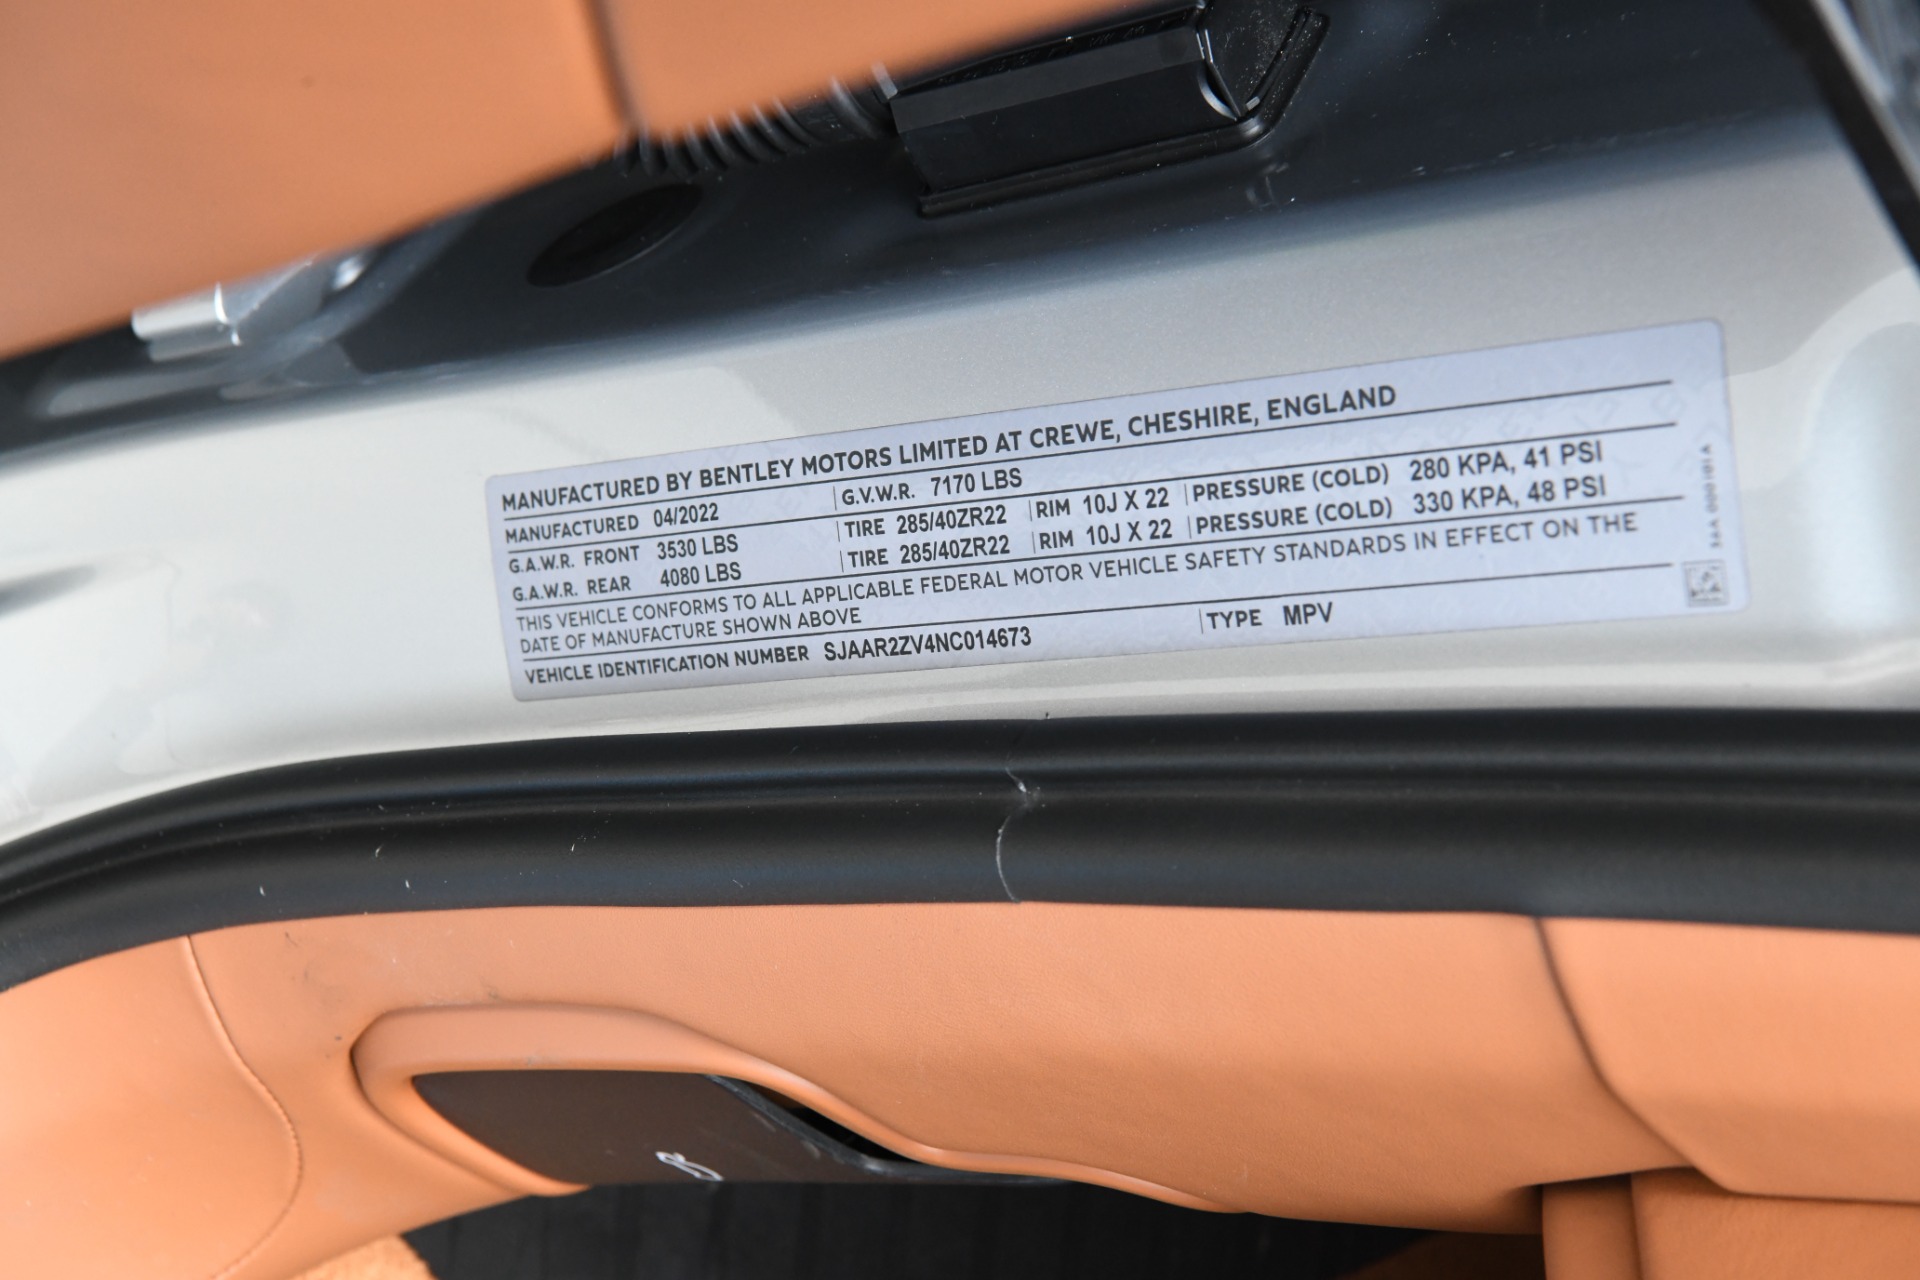 MANUFACTURED BY BENTLEY MOTORS LIMITED AT CREWE, CHESHIRE, ENGLAND
MANUFACTURED 04/2022 G.V.W.R. 7170 LBS
G.A.W.R. FRONT 3530 LBS TIRE 285/40ZR22 RIM 10J X 22 PRESSURE (COLD) 280 KPA, 41 PSI
G.A.W.R. REAR 4080 LBS TIRE 285/40ZR22 RIM 10J X 22 PRESSURE (COLD) 330 KPA, 48 PSI
THIS VEHICLE CONFORMS TO ALL APPLICABLE FEDERAL MOTOR VEHICLE SAFETY STANDARDS IN EFFECT ON THE
DATE OF MANUFACTURE SHOWN ABOVE
VEHICLE IDENTIFICATION NUMBER SJAAR2ZV4NC014673 TYPE MPV